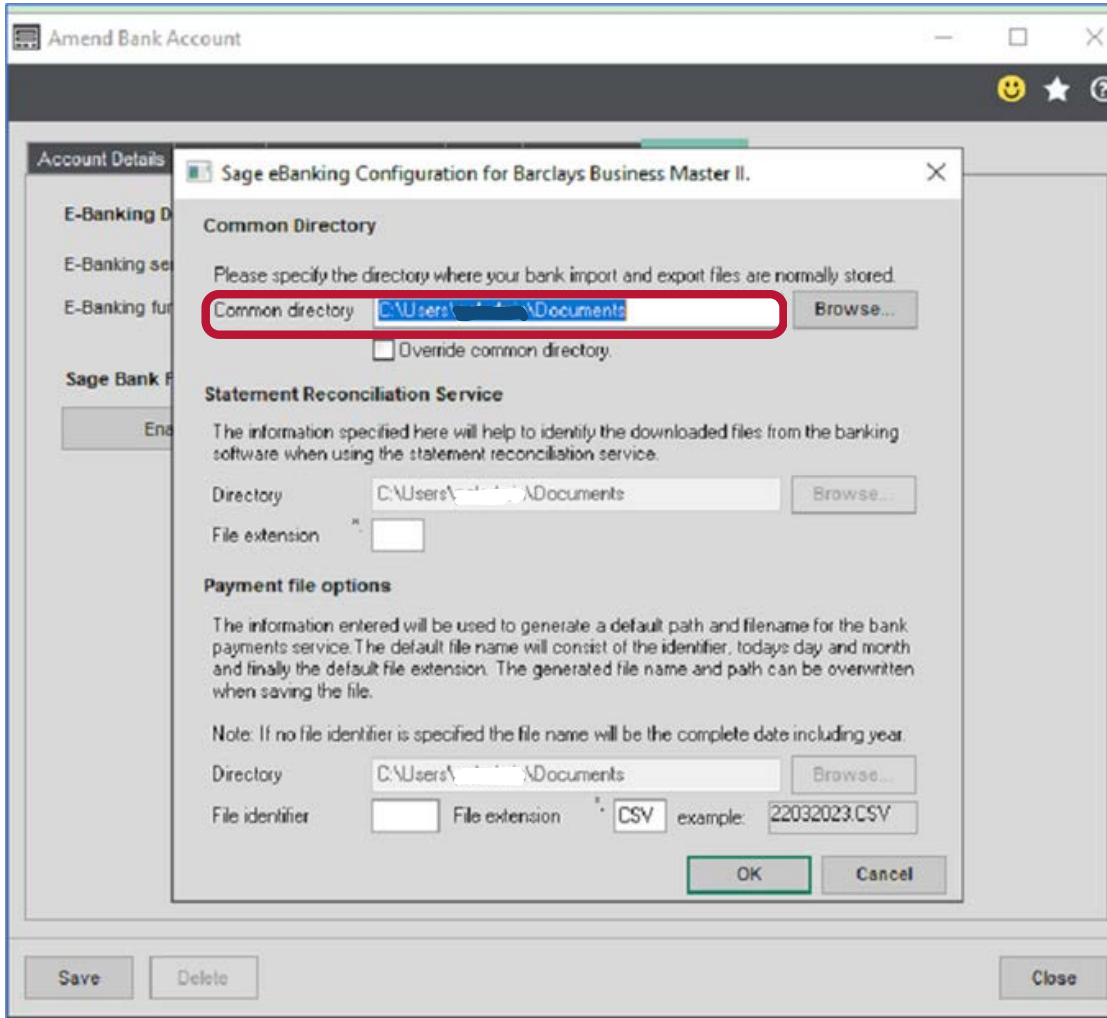 Amend Bank Account
Account Details
Sage eBanking Configuration for Barclays Business Master II.
E-Banking D
Common Directory
E-Banking se
Please specify the directory where your bank import and export files are normally stored.
E-Banking fur
Common directory C:\Users\ \Documents Browse...
Override common directory.
Sage Bank F
Statement Reconciliation Service
Ena
The information specified here will help to identify the downloaded files from the banking
software when using the statement reconciliation service.
Directory C:\Users\ \Documents Browse...
File extension *.
Payment file options
The information entered will be used to generate a default path and filename for the bank
payments service.The default file name will consist of the identifier, todays day and month
and finally the default file extension. The generated file name and path can be overwritten
when saving the file.
Note: If no file identifier is specified the file name will be the complete date including year.
Directory C:\Users\ \Documents Browse...
File identifier File extension *. CSV example: 22032023.CSV
OK Cancel
Save Delete Close